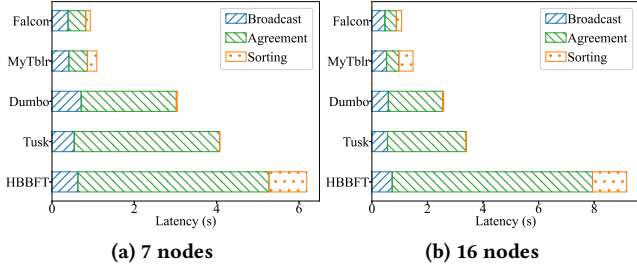 Falcon
MyTblr
Dumbo
Tusk
HBBFT
Broadcast
Agreement
Sorting
0 2 4 6
Latency (s)
(a) 7 nodes
Falcon
MyTblr
Dumbo
Tusk
HBBFT
Broadcast
Agreement
Sorting
0 2 4 6 8
Latency (s)
(b) 16 nodes